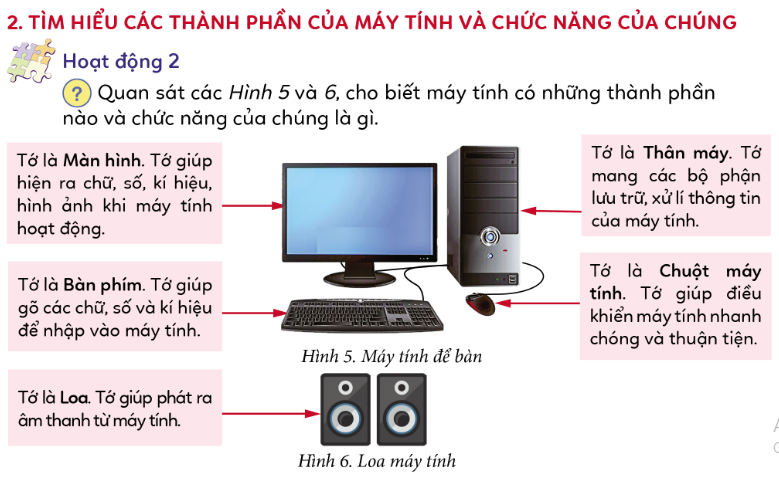 2. TÌM HIỂU CÁC THÀNH PHẦN CỦA MÁY TÍNH VÀ CHỨC NĂNG CỦA CHÚNG
Hoạt động 2
? Quan sát các Hình 5 và 6, cho biết máy tính có những thành phần
nào và chức năng của chúng là gì.
Tớ là Màn hình. Tớ giúp
hiện ra chữ, số, kí hiệu,
hình ảnh khi máy tính
hoạt động.
Tớ là Thân máy. Tớ
mang các bộ phận
lưu trữ, xử lí thông tin
của máy tính.
Tớ là Bàn phím. Tớ giúp
gõ các chữ, số và kí hiệu
để nhập vào máy tính.
Tớ là Chuột máy
tính. Tớ giúp điều
khiển máy tính nhanh
chóng và thuận tiện.
Hình 5. Máy tính để bàn
Tớ là Loa. Tớ giúp phát ra
âm thanh từ máy tính.
Hình 6. Loa máy tính